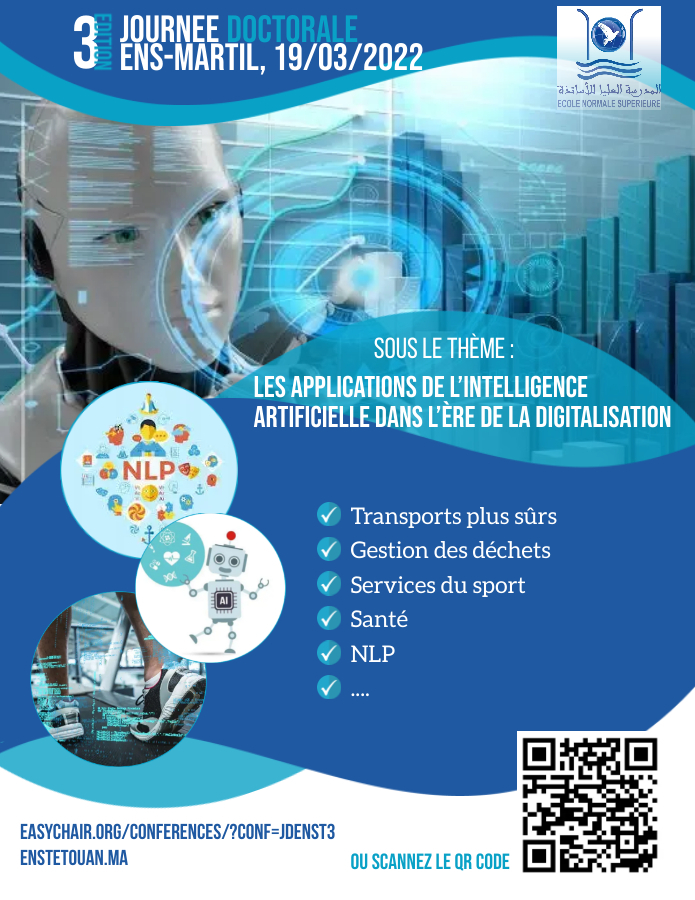 3 EDITION
JOURNEE DOCTORALE
ENS-MARTIL, 19/03/2022
المدرسة العليا للأساتذة
ECOLE NORMALE SUPERIEURE
SOUS LE THÈME :
LES APPLICATIONS DE L'INTELLIGENCE
ARTIFICIELLE DANS L'ÈRE DE LA DIGITALISATION
NLP
AI
Transports plus sûrs
Gestion des déchets
Services du sport
Santé
NLP
....
EASYCHAIR.ORG/CONFERENCES/?CONF=JDENST3
ENSTETOUAN.MA
OU SCANNEZ LE QR CODE